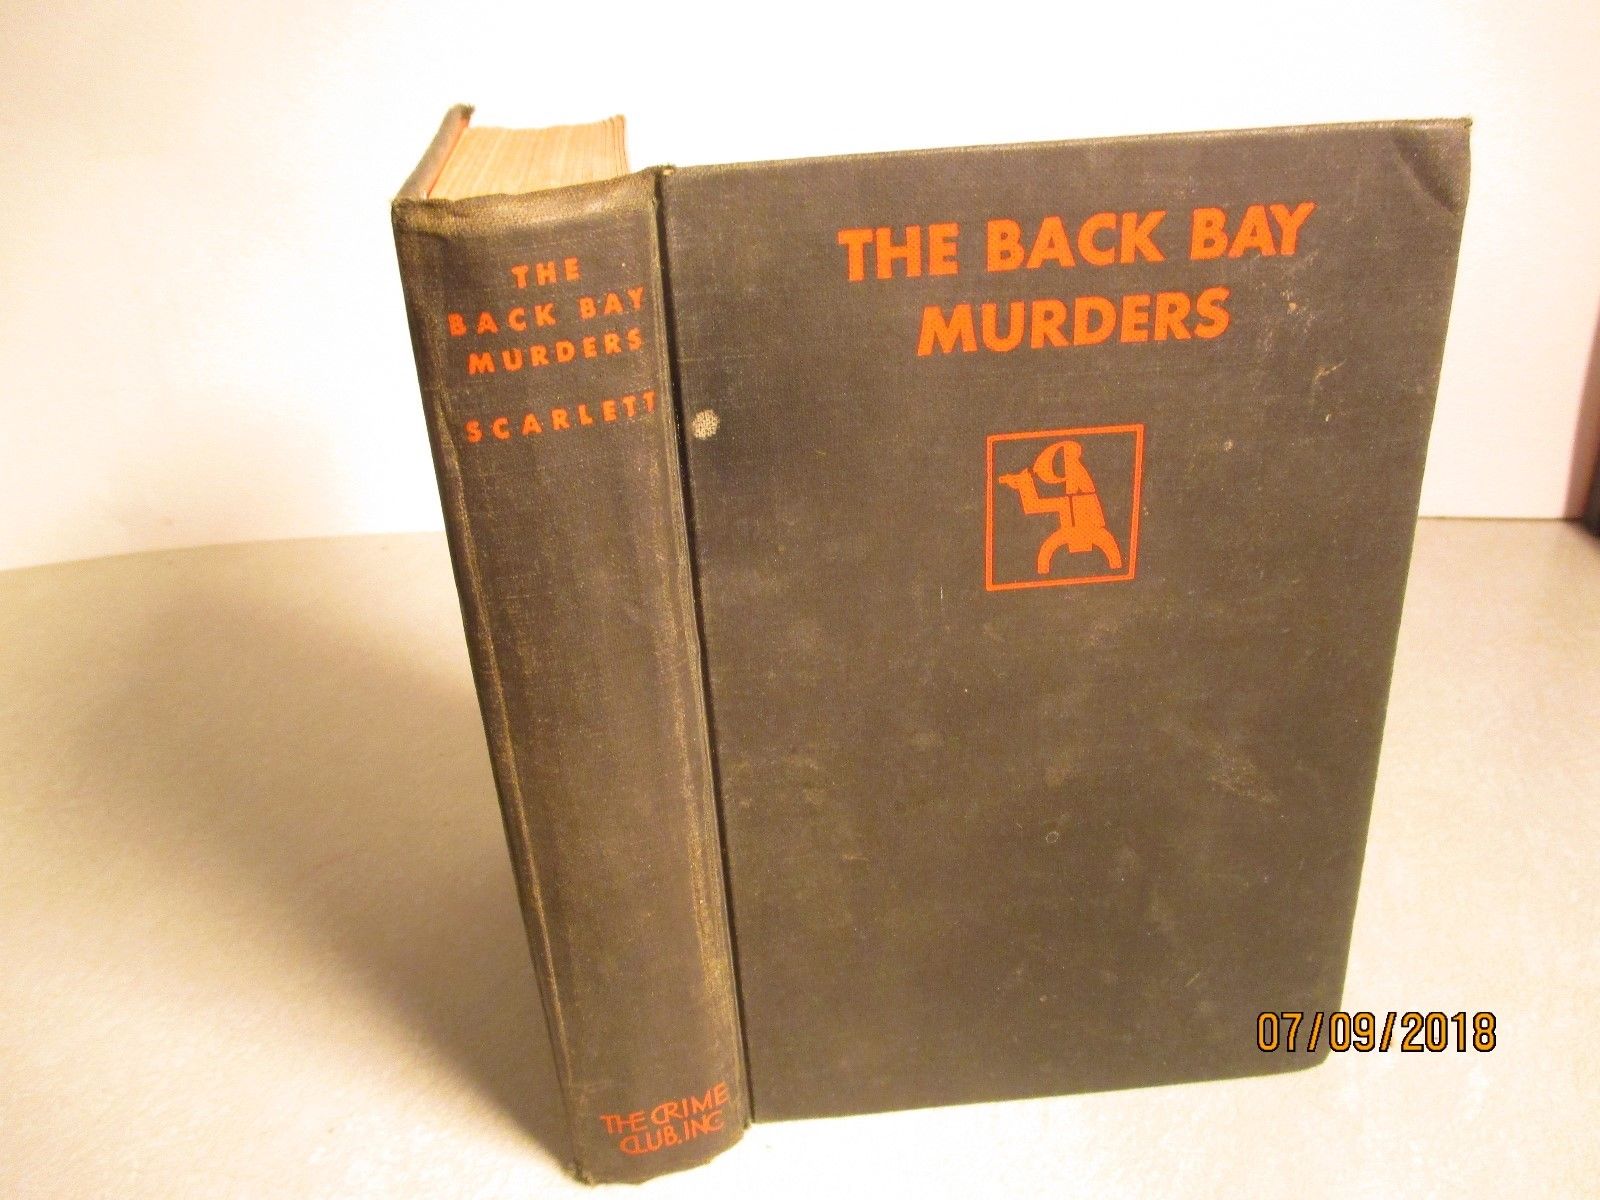 THE
BACK BAY
MURDERS
SCARLETT
THE CRIME
CLUB, INC
THE BACK BAY
MURDERS
07/09/2018